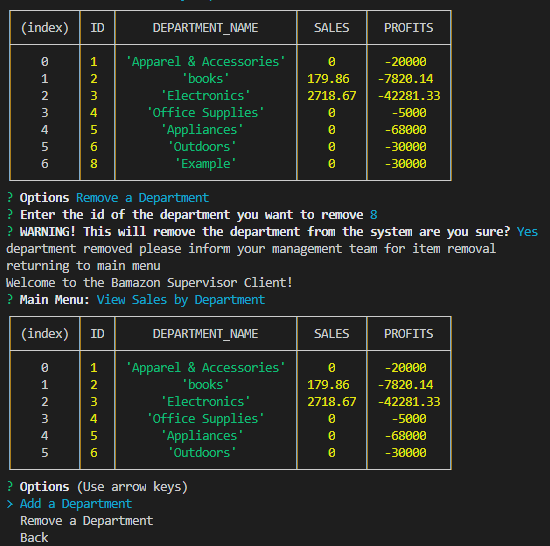 (index) ID DEPARTMENT_NAME SALES PROFITS
0 1 'Apparel & Accessories' 0 -20000
1 2 'books' 179.86 -7820.14
2 3 'Electronics' 2718.67 -42281.33
3 4 'Office Supplies' 0 -5000
4 5 'Appliances' 0 -68000
5 6 'Outdoors' 0 -30000
6 8 'Example' 0 -30000
? Options Remove a Department
? Enter the id of the department you want to remove 8
? WARNING! This will remove the department from the system are you sure? Yes
department removed please inform your management team for item removal
returning to main menu
Welcome to the Bamazon Supervisor Client!
? Main Menu: View Sales by Department
(index) ID DEPARTMENT_NAME SALES PROFITS
0 1 'Apparel & Accessories' 0 -20000
1 2 'books' 179.86 -7820.14
2 3 'Electronics' 2718.67 -42281.33
3 4 'Office Supplies' 0 -5000
4 5 'Appliances' 0 -68000
5 6 'Outdoors' 0 -30000
? Options (Use arrow keys)
> Add a Department
Remove a Department
Back